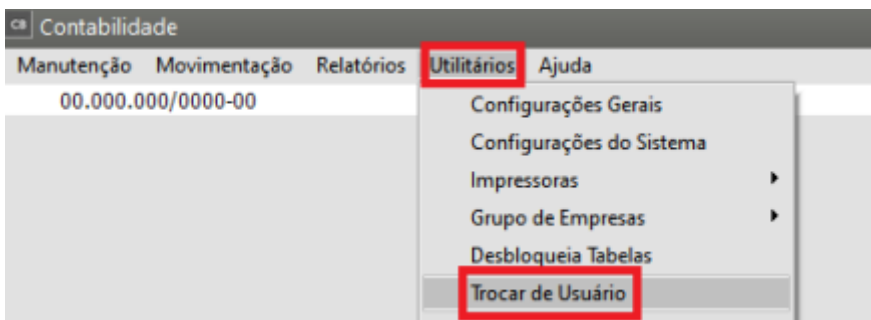 CB Contabilidade
Manutenção Movimentação Relatórios Utilitários Ajuda
00.000.000/0000-00
Configurações Gerais
Configurações do Sistema
Impressoras
Grupo de Empresas
Desbloqueia Tabelas
Trocar de Usuário